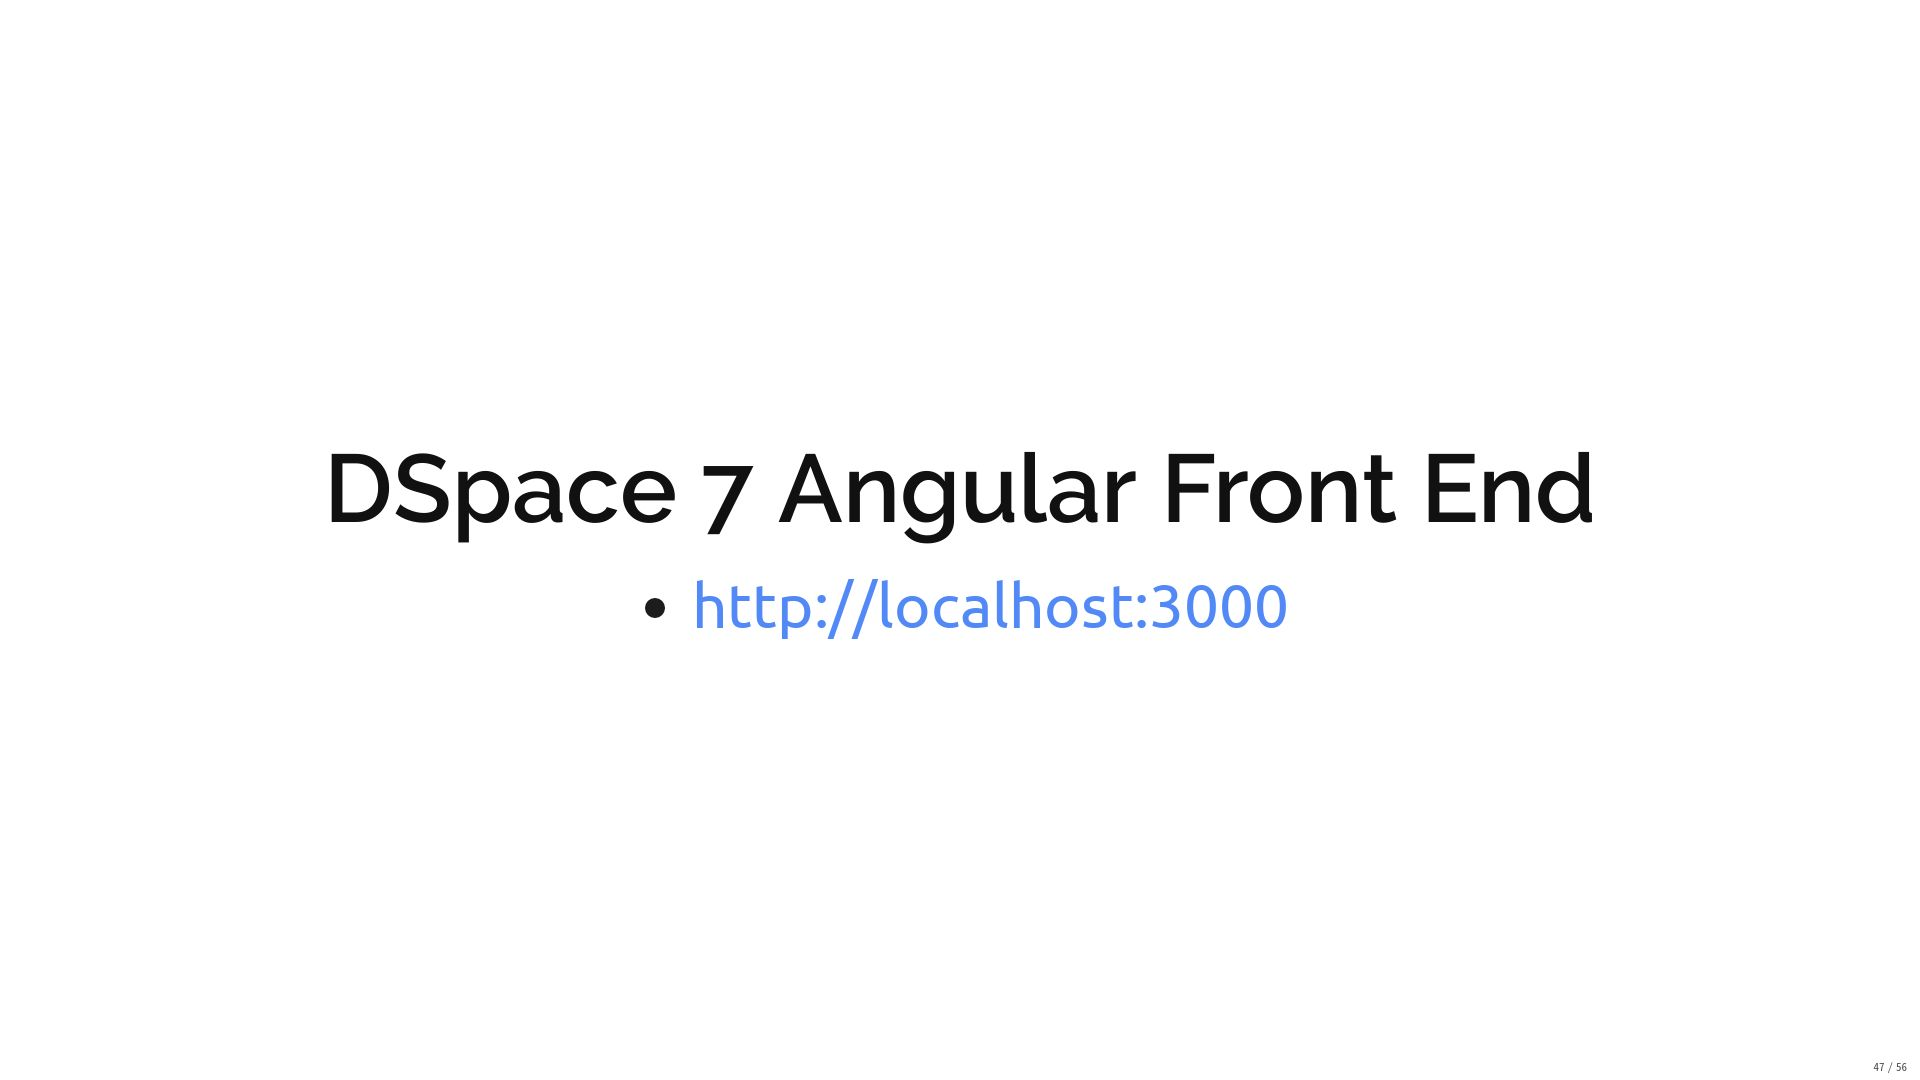 DSpace 7 Angular Front End
• http://localhost:3000
47 / 56